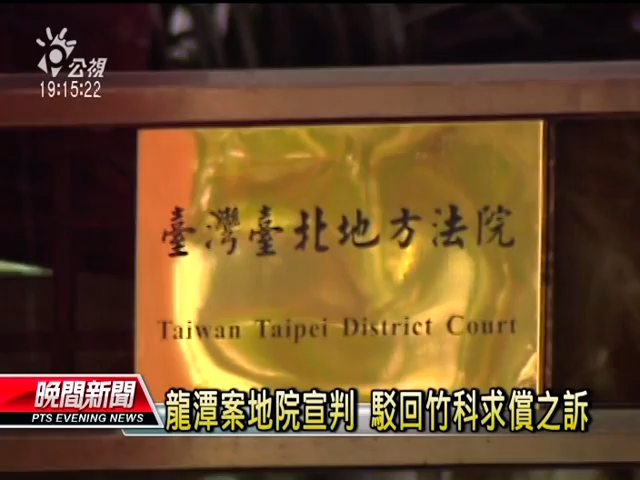 公視
19:15:22
臺灣臺北地方法院
Taiwan Taipei District Court
晚間新聞
PTS EVENING NEWS
龍潭案地院宣判 駁回竹科求償之訴